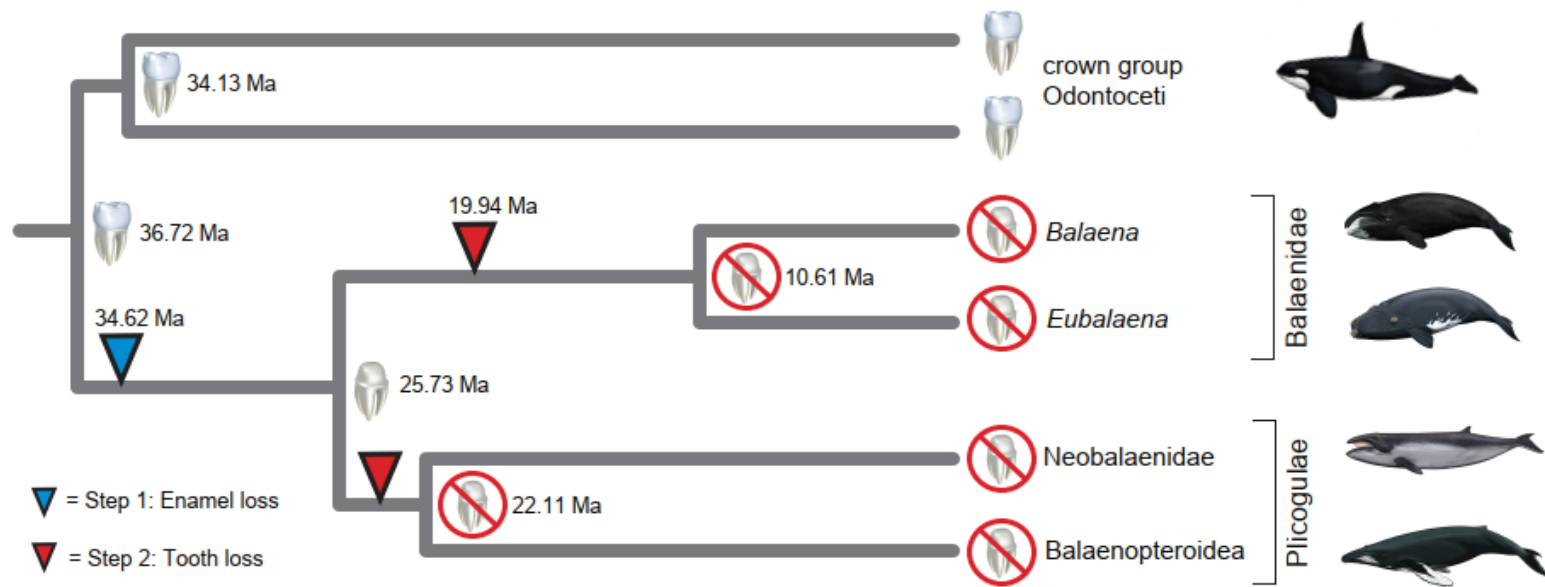 34.13 Ma
crown group
Odontoceti
36.72 Ma
19.94 Ma
Balaena
10.61 Ma
Eubalaena
Balaenidae
34.62 Ma
25.73 Ma
Neobalaenidae
22.11 Ma
Balaenopteroidea
Plicogulae
= Step 1: Enamel loss
= Step 2: Tooth loss